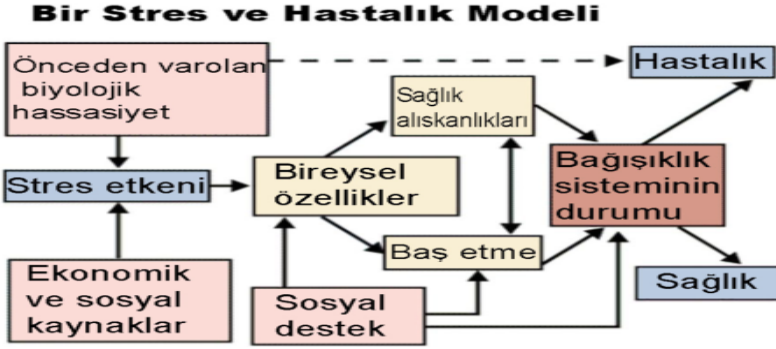 Bir Stres ve Hastalık Modeli
Önceden varolan
biyolojik
hassasiyet
Hastalık
Sağlık
alıskanlıkları
Stres etkeni
Bireysel
özellikler
Bağışıklık
sisteminin
durumu
Baş etme
Ekonomik
ve sosyal
kaynaklar
Sosyal
destek
Sağlık